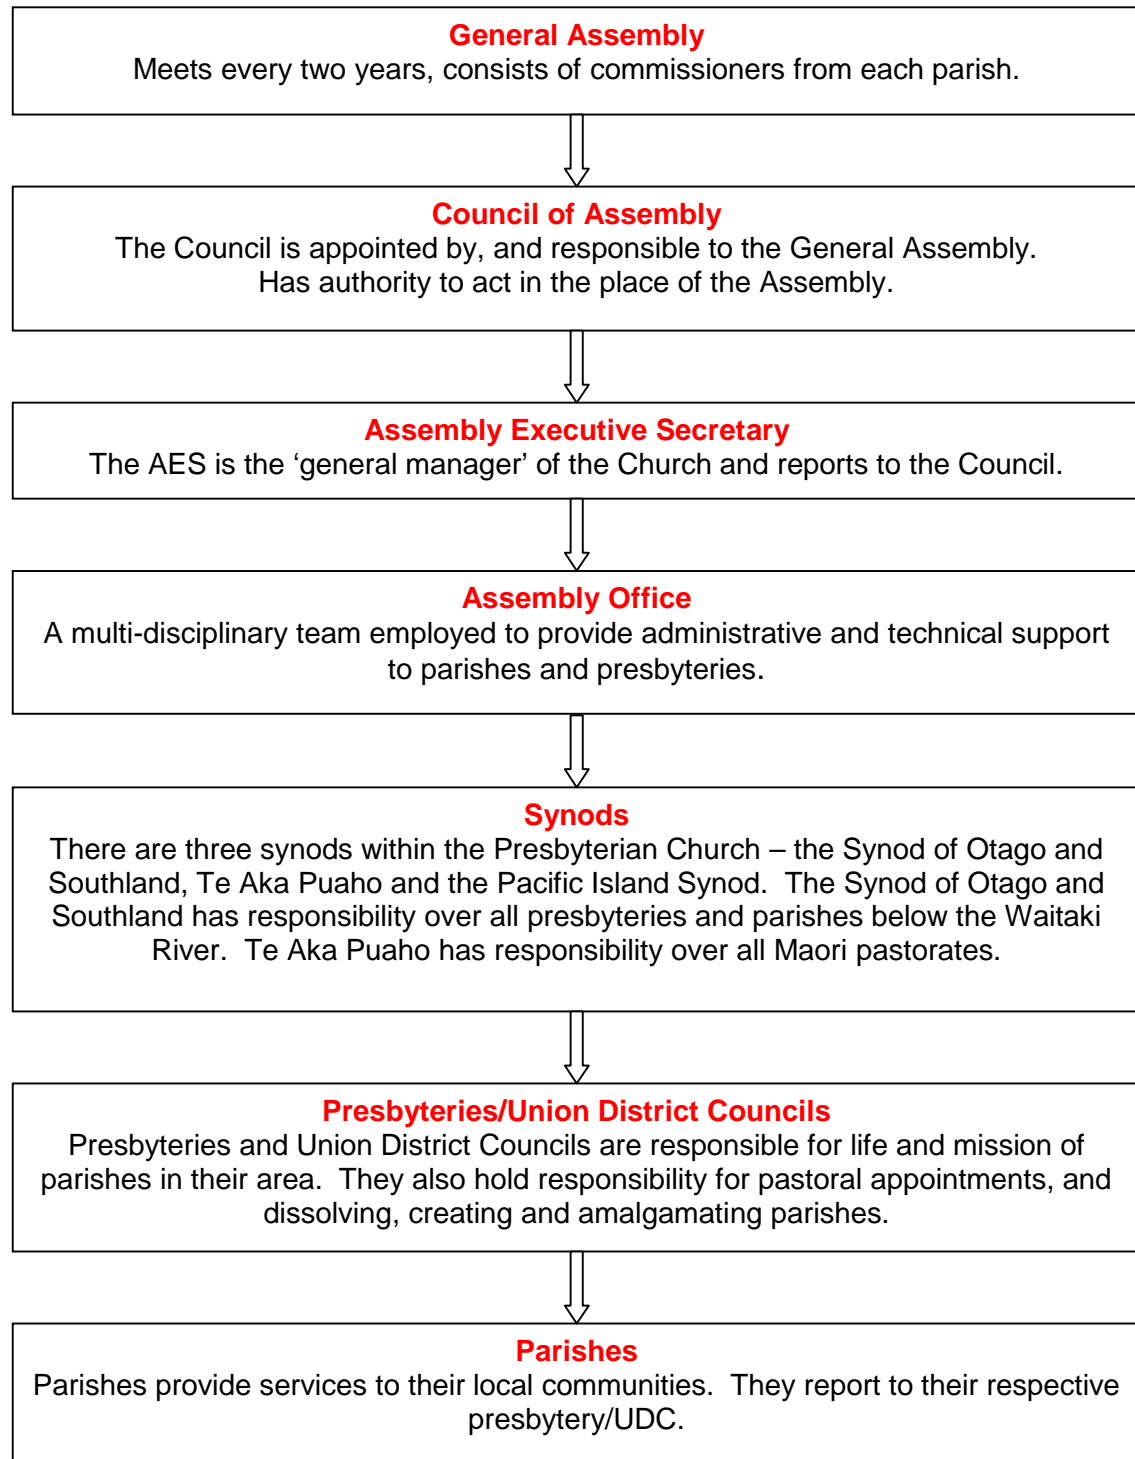 General Assembly
Meets every two years, consists of commissioners from each parish.
Council of Assembly
The Council is appointed by, and responsible to the General Assembly.
Has authority to act in the place of the Assembly.
Assembly Executive Secretary
The AES is the ‘general manager’ of the Church and reports to the Council.
Assembly Office
A multi-disciplinary team employed to provide administrative and technical support
to parishes and presbyteries.
Synods
There are three synods within the Presbyterian Church – the Synod of Otago and
Southland, Te Aka Puaho and the Pacific Island Synod.  The Synod of Otago and
Southland has responsibility over all presbyteries and parishes below the Waitaki
River.  Te Aka Puaho has responsibility over all Maori pastorates.
Presbyteries/Union District Councils
Presbyteries and Union District Councils are responsible for life and mission of
parishes in their area.  They also hold responsibility for pastoral appointments, and
dissolving, creating and amalgamating parishes.
Parishes
Parishes provide services to their local communities.  They report to their respective
presbytery/UDC.